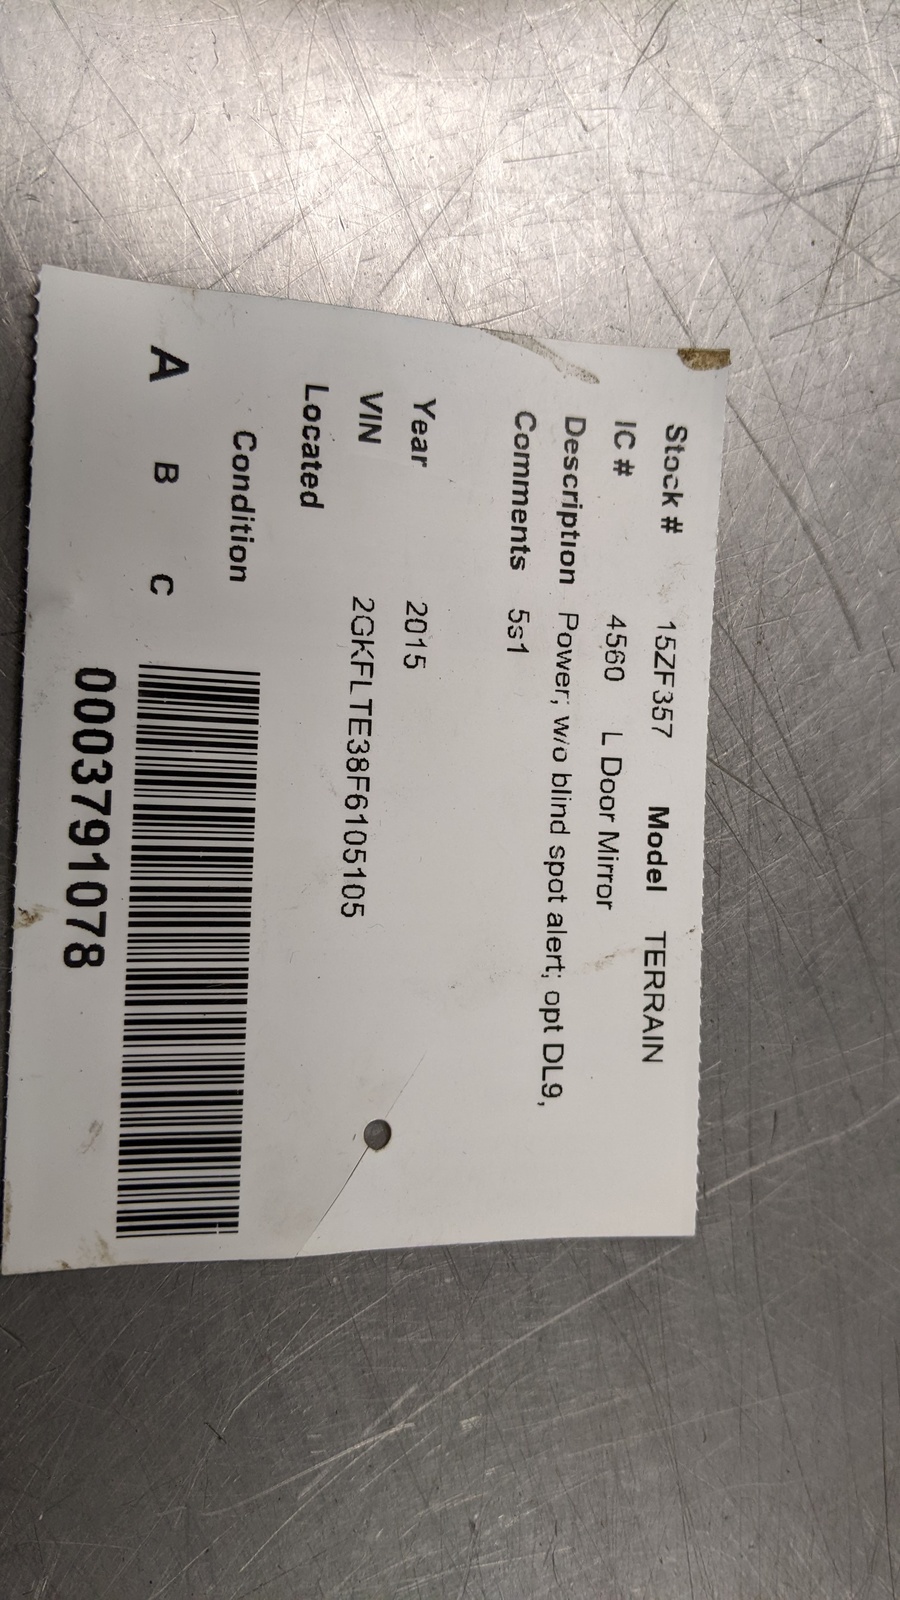 Stock # 15ZF357 Model TERRAIN
IC # 4560 L Door Mirror
Description Power; w/o blind spot alert; opt DL9,
Comments 5s1
Year 2015
VIN 2GKFLTE38F6105105
Located
Condition
A B C
0003791078